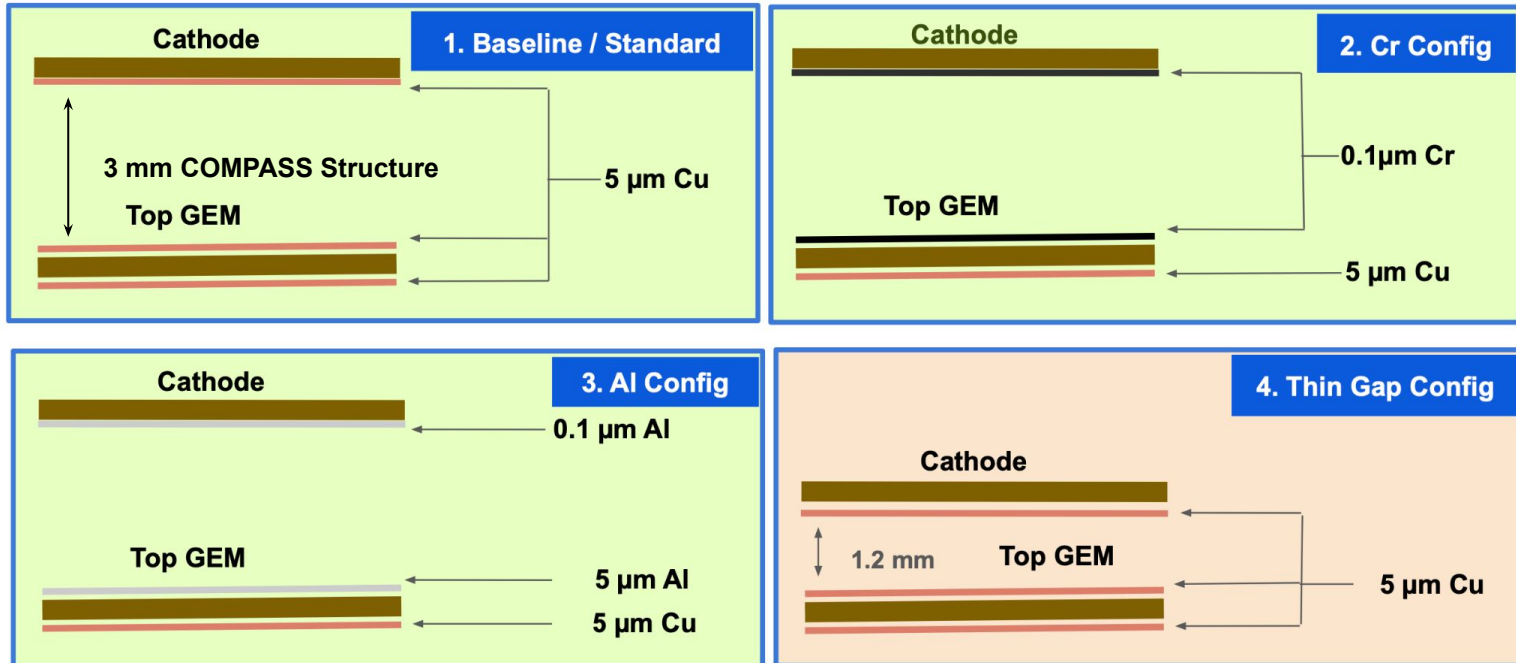 1. Baseline / Standard
Cathode
3 mm COMPASS Structure
5 µm Cu
Top GEM
2. Cr Config
Cathode
0.1µm Cr
Top GEM
5 µm Cu
3. Al Config
Cathode
0.1 µm Al
Top GEM
5 µm Al
5 µm Cu
4. Thin Gap Config
Cathode
1.2 mm
Top GEM
5 µm Cu